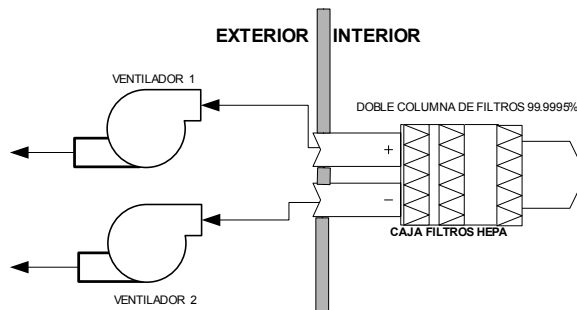 EXTERIOR INTERIOR
VENTILADOR 1
DOBLE COLUMNA DE FILTROS 99.9995%
+
–
CAJA FILTROS HEPA
VENTILADOR 2